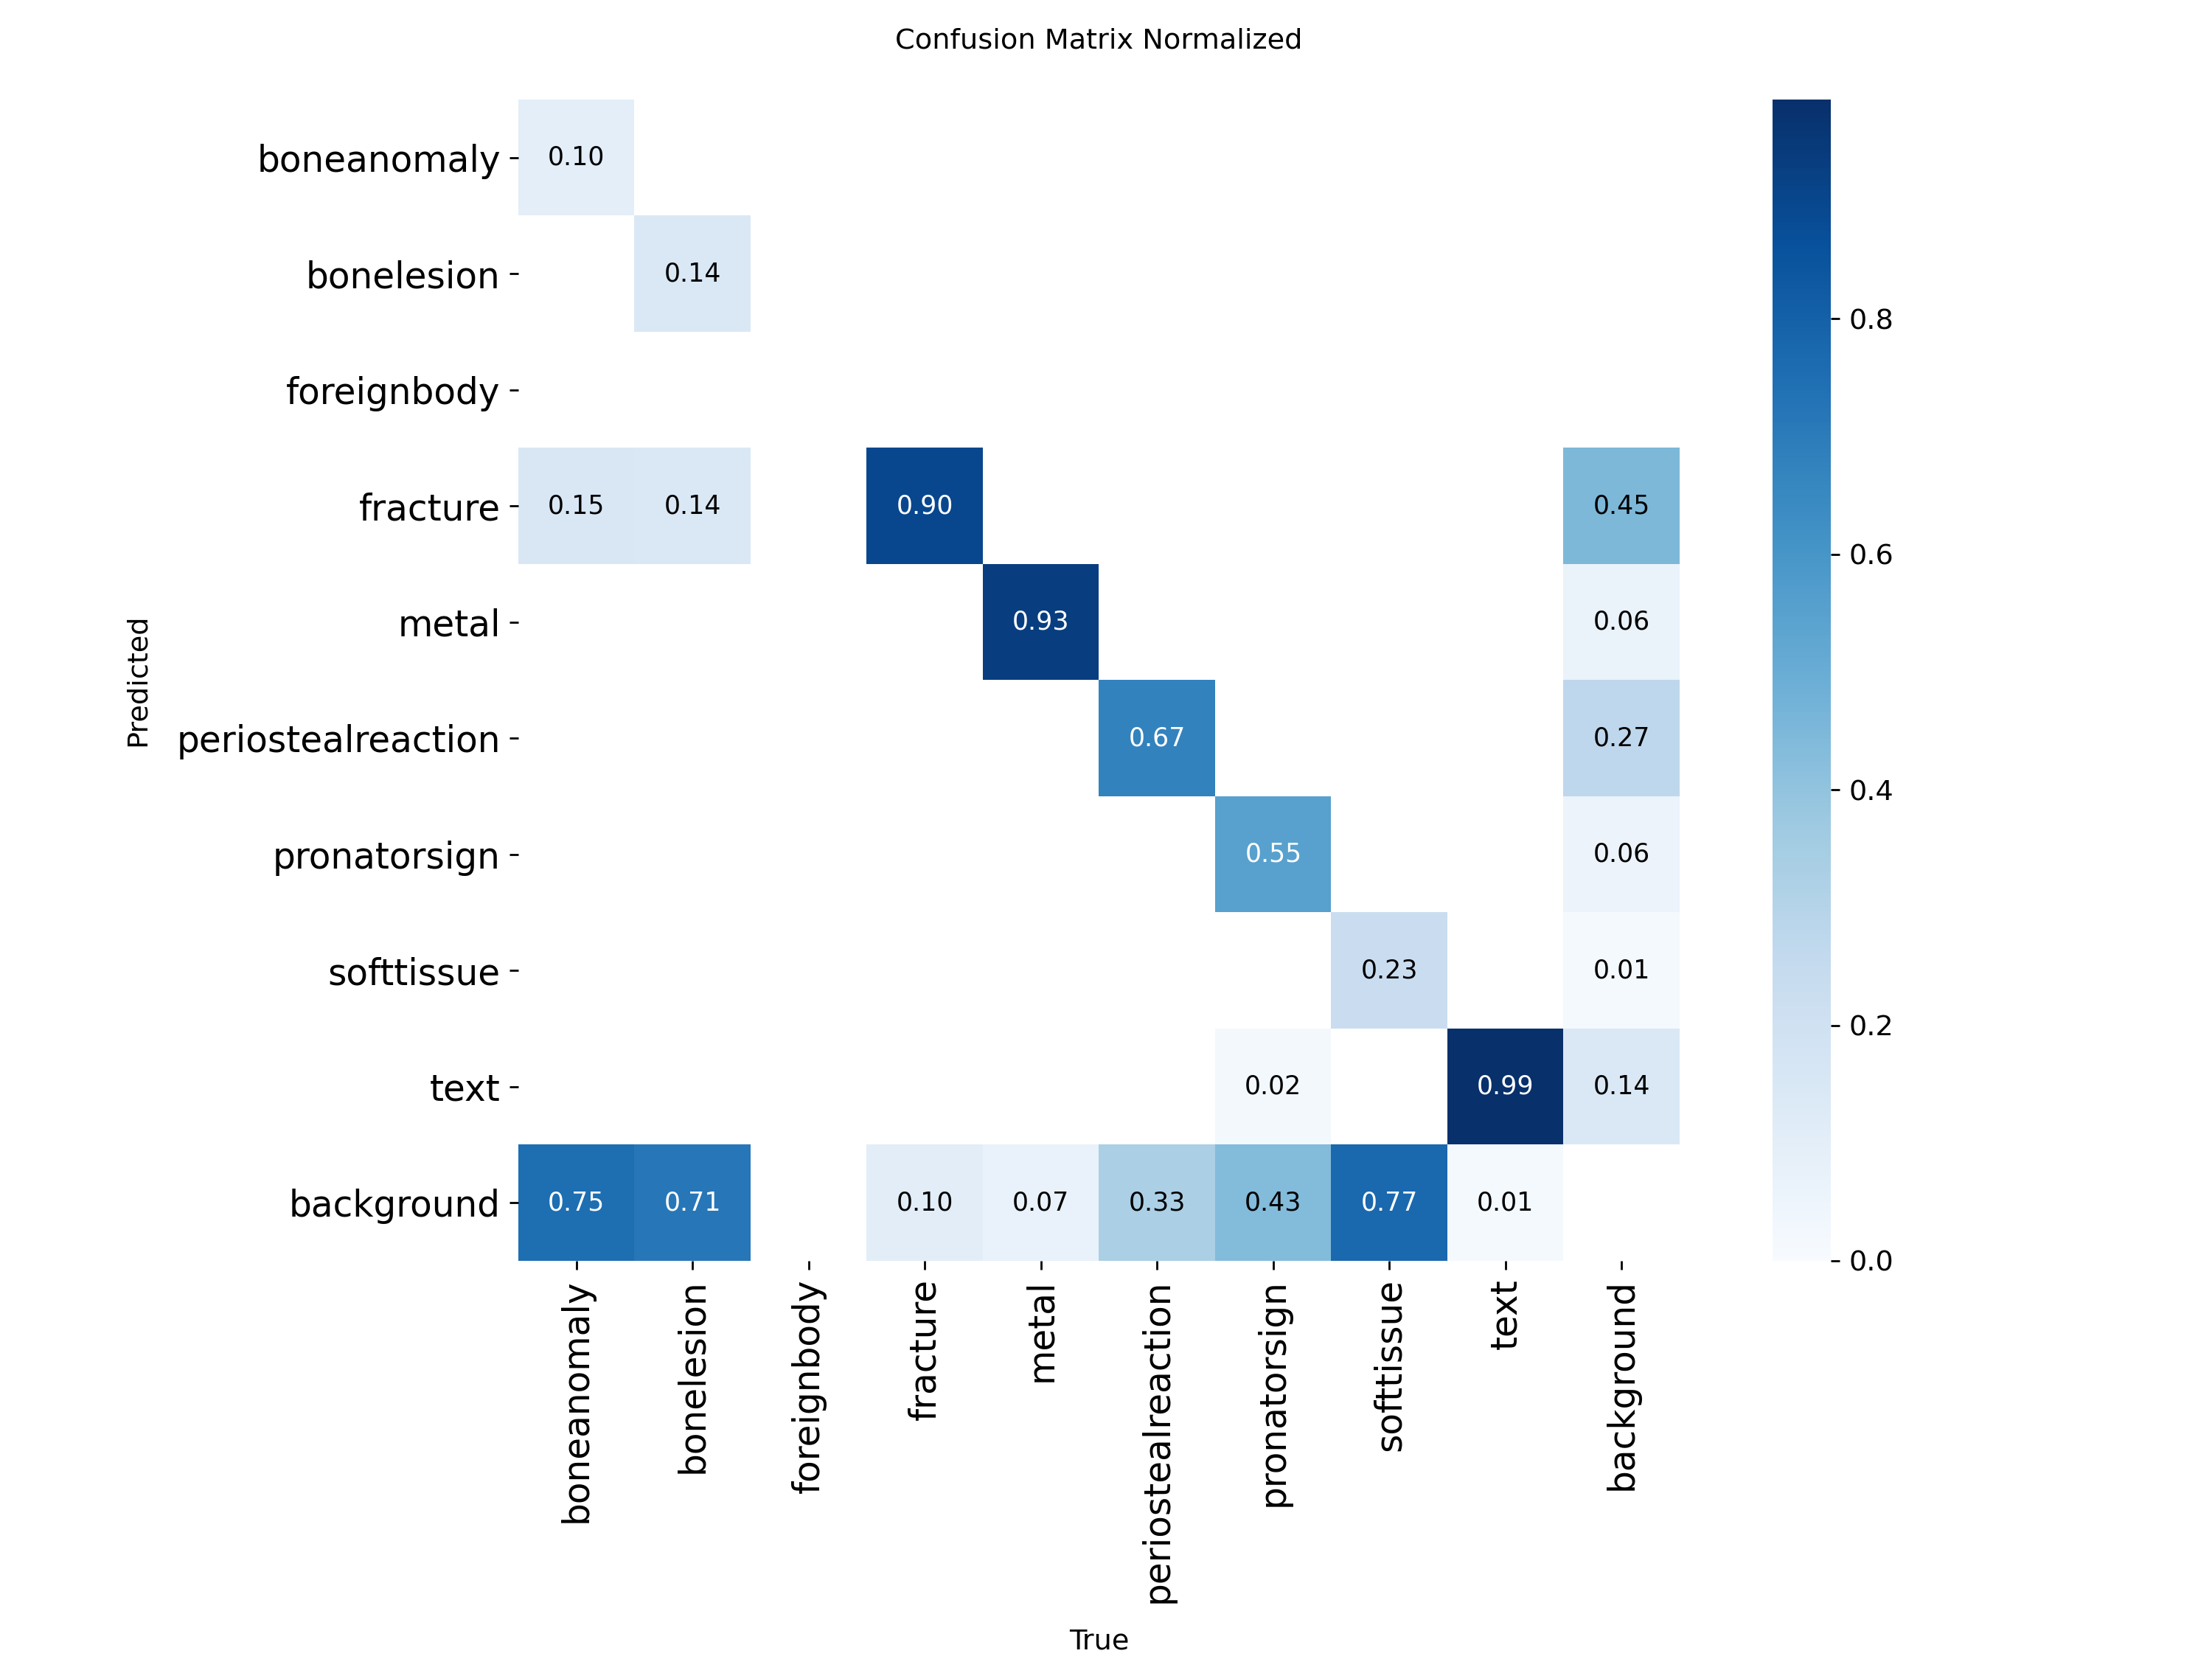 Confusion Matrix Normalized
boneanomaly 0.10
bonelesion 0.14
foreignbody
fracture 0.15 0.14 0.90 0.45
metal 0.93 0.06
periostealreaction 0.67 0.27
pronatorsign 0.55 0.06
softtissue 0.23 0.01
text 0.02 0.99 0.14
background 0.75 0.71 0.10 0.07 0.33 0.43 0.77 0.01
Predicted
boneanomaly
bonelesion
foreignbody
fracture
metal
periostealreaction
pronatorsign
softtissue
text
background
True
0.8
0.6
0.4
0.2
0.0